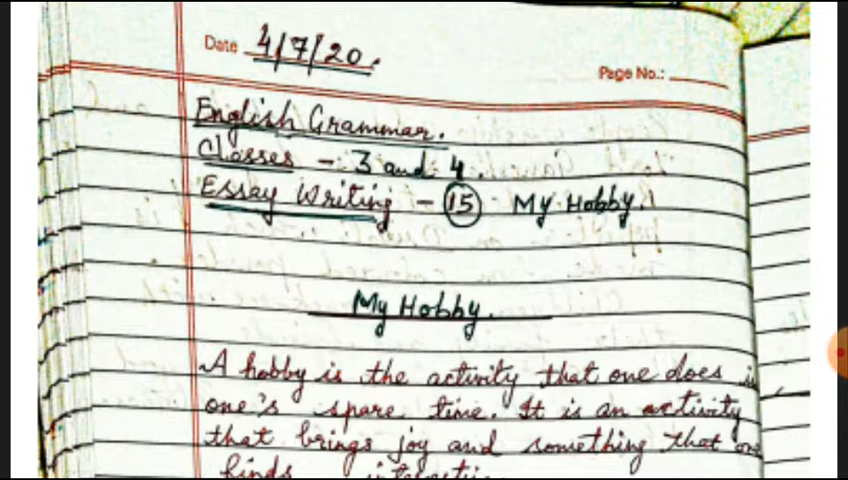 Date 4/7/20.
Page No.:
English Grammar.
Classes - 3 and 4.
Essay Writing - 15 My Hobby.
My Hobby.
A hobby is the activity that one does in
one's spare time. It is an activity
that brings joy and something that one
finds